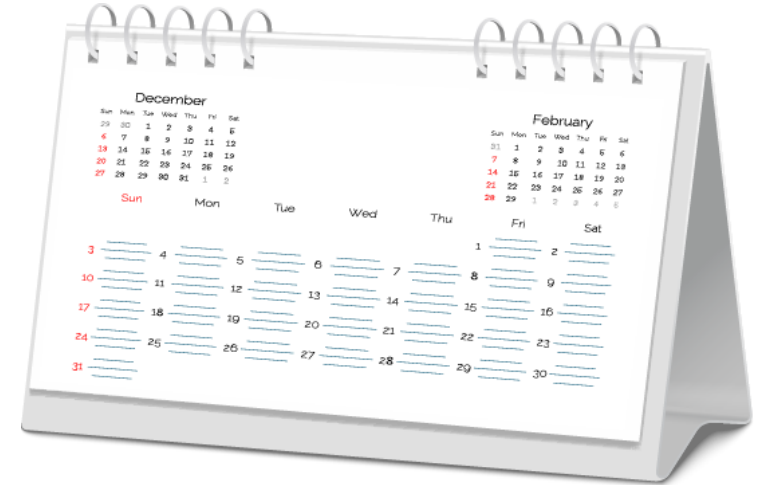 December
Sun Mon Tue Wed Thu Fri Sat
29 30 1 2 3 4 5
6 7 8 9 10 11 12
13 14 15 16 17 18 19
20 21 22 23 24 25 26
27 28 29 30 31 1 2
February
Sun Mon Tue Wed Thu Fri Sat
31 1 2 3 4 5 6
7 8 9 10 11 12 13
14 15 16 17 18 19 20
21 22 23 24 25 26 27
28 29 1 2 3 4 5
Sun Mon Tue Wed Thu Fri Sat
1 2
3 4 5 6 7 8 9
10 11 12 13 14 15 16
17 18 19 20 21 22 23
24 25 26 27 28 29 30
31